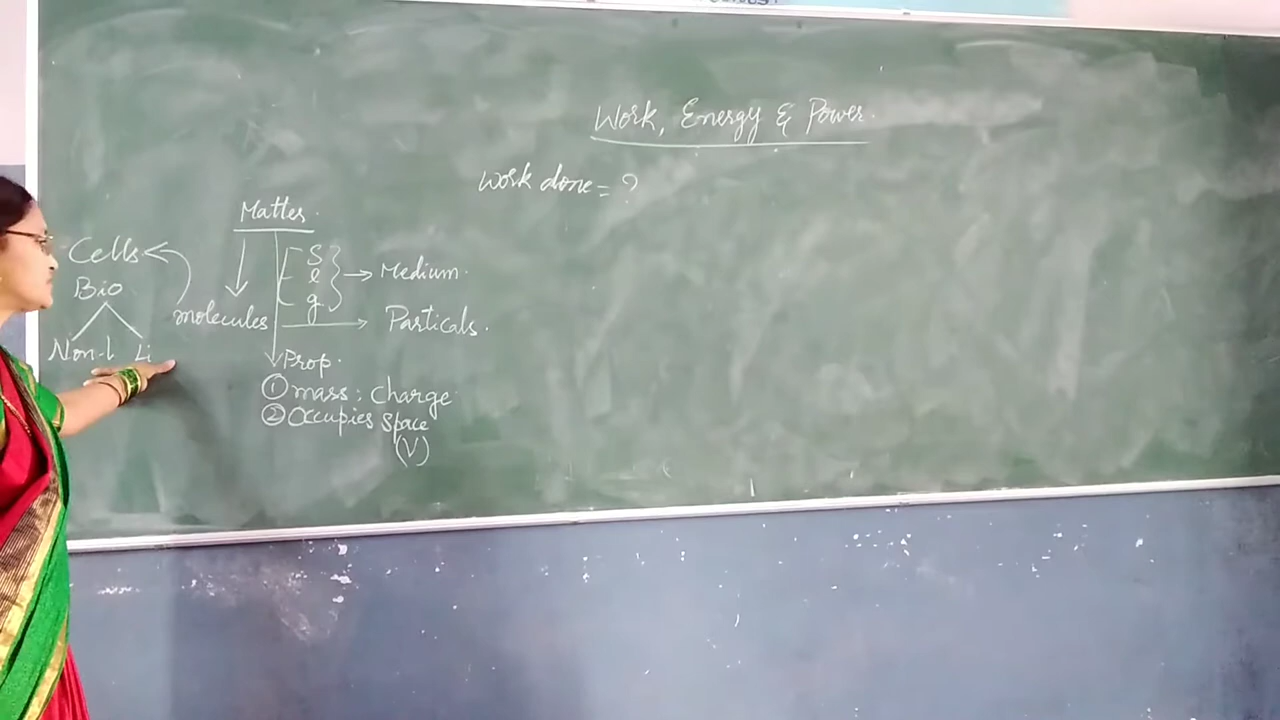 Work, Energy & Power.
Work done = ?
Matter.
Cells
S
l
g
Medium.
Bio
molecules
Particals.
Non-l Li
Prop.
① mass : charge
② Occupies space
(V)